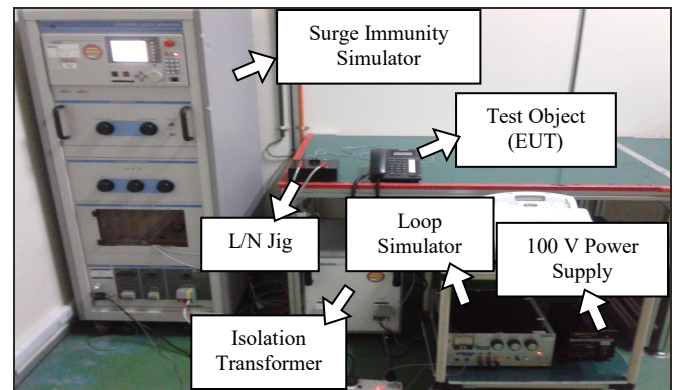 Surge Immunity
Simulator
Test Object
(EUT)
L/N Jig
Loop
Simulator
100 V Power
Supply
Isolation
Transformer